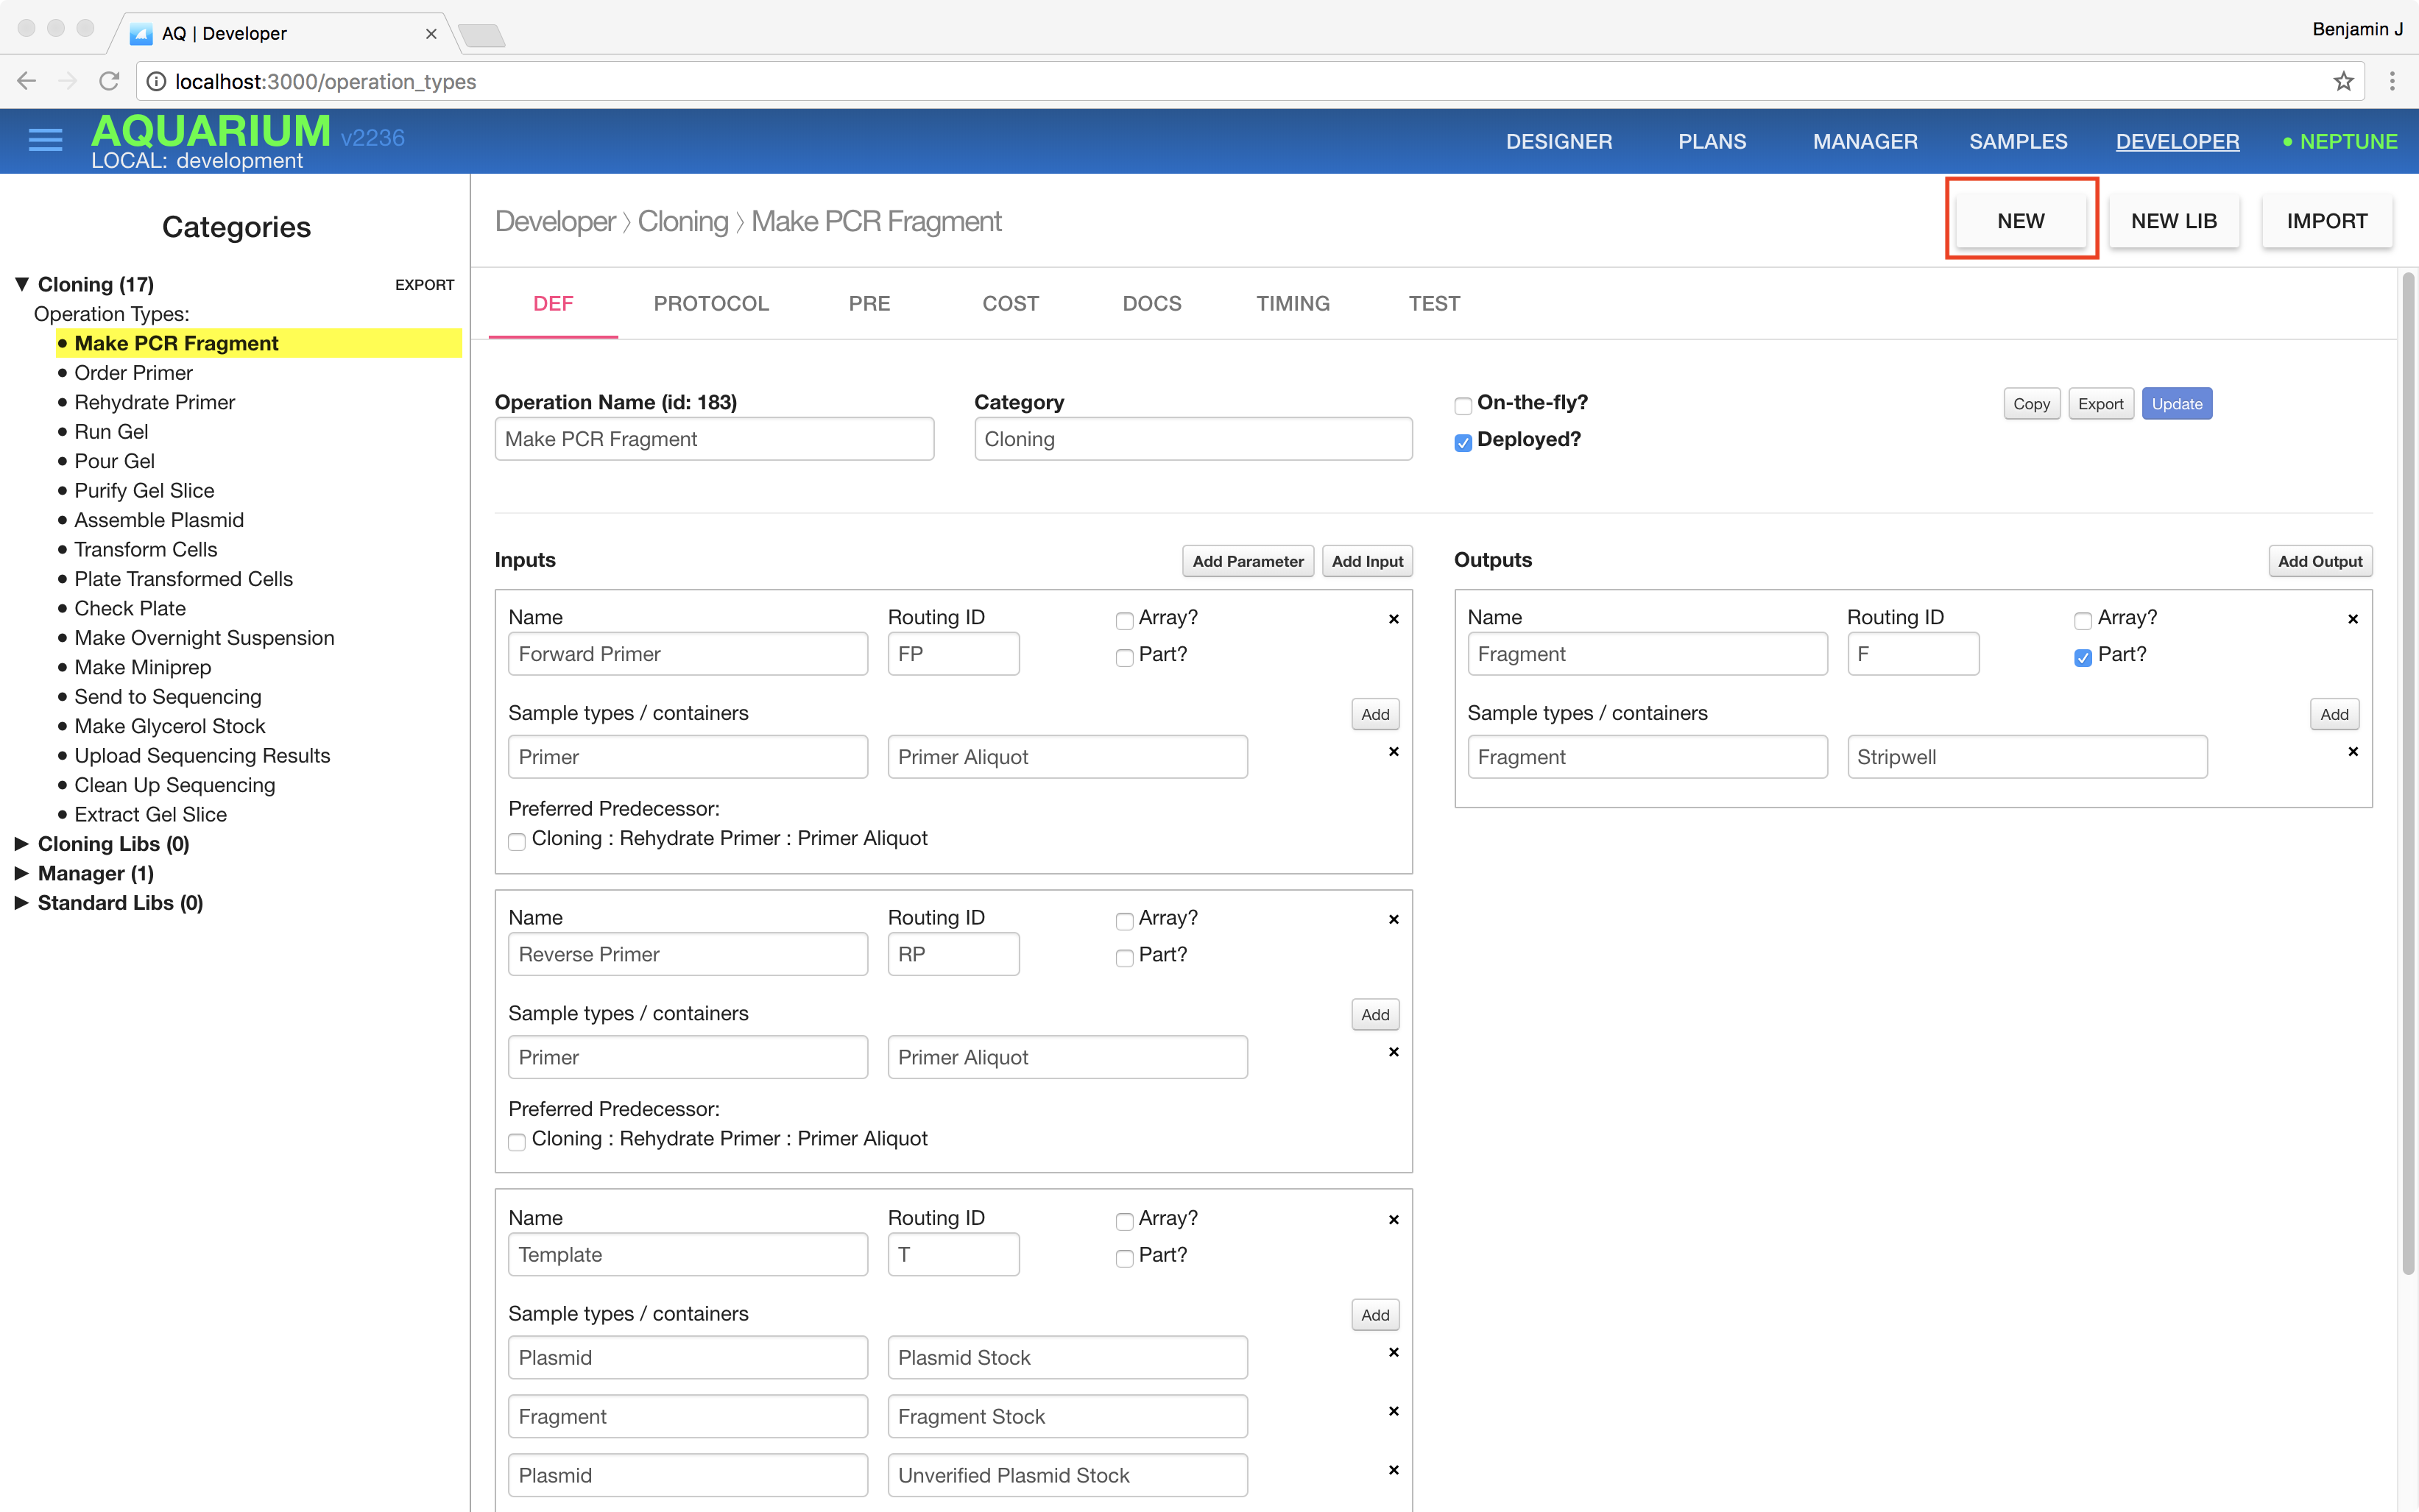 AQ | Developer
Benjamin J
localhost:3000/operation_types
AQUARIUM v2236
LOCAL: development
DESIGNER PLANS MANAGER SAMPLES DEVELOPER • NEPTUNE
Categories
▼ Cloning (17) EXPORT
Operation Types:
• Make PCR Fragment
• Order Primer
• Rehydrate Primer
• Run Gel
• Pour Gel
• Purify Gel Slice
• Assemble Plasmid
• Transform Cells
• Plate Transformed Cells
• Check Plate
• Make Overnight Suspension
• Make Miniprep
• Send to Sequencing
• Make Glycerol Stock
• Upload Sequencing Results
• Clean Up Sequencing
• Extract Gel Slice
▶ Cloning Libs (0)
▶ Manager (1)
▶ Standard Libs (0)
Developer 〉Cloning 〉Make PCR Fragment
NEW NEW LIB IMPORT
DEF PROTOCOL PRE COST DOCS TIMING TEST
Operation Name (id: 183) Category On-the-fly?
Copy Export Update
Make PCR Fragment Cloning Deployed?
Inputs Add Parameter Add Input
Name Routing ID Array?
Forward Primer FP Part?
Sample types / containers Add
Primer Primer Aliquot
Preferred Predecessor:
Cloning : Rehydrate Primer : Primer Aliquot
Name Routing ID Array?
Reverse Primer RP Part?
Sample types / containers Add
Primer Primer Aliquot
Preferred Predecessor:
Cloning : Rehydrate Primer : Primer Aliquot
Name Routing ID Array?
Template T Part?
Sample types / containers Add
Plasmid Plasmid Stock
Fragment Fragment Stock
Plasmid Unverified Plasmid Stock
Outputs Add Output
Name Routing ID Array?
Fragment F Part?
Sample types / containers Add
Fragment Stripwell